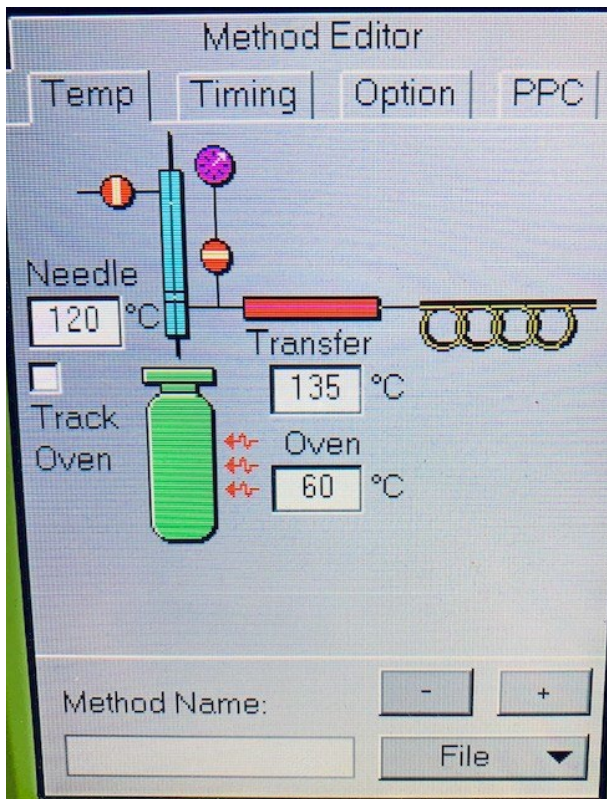 Method Editor
Temp Timing Option PPC
Needle
120 °C
Transfer
135 °C
Track
Oven
Oven
60 °C
Method Name:
- +
File